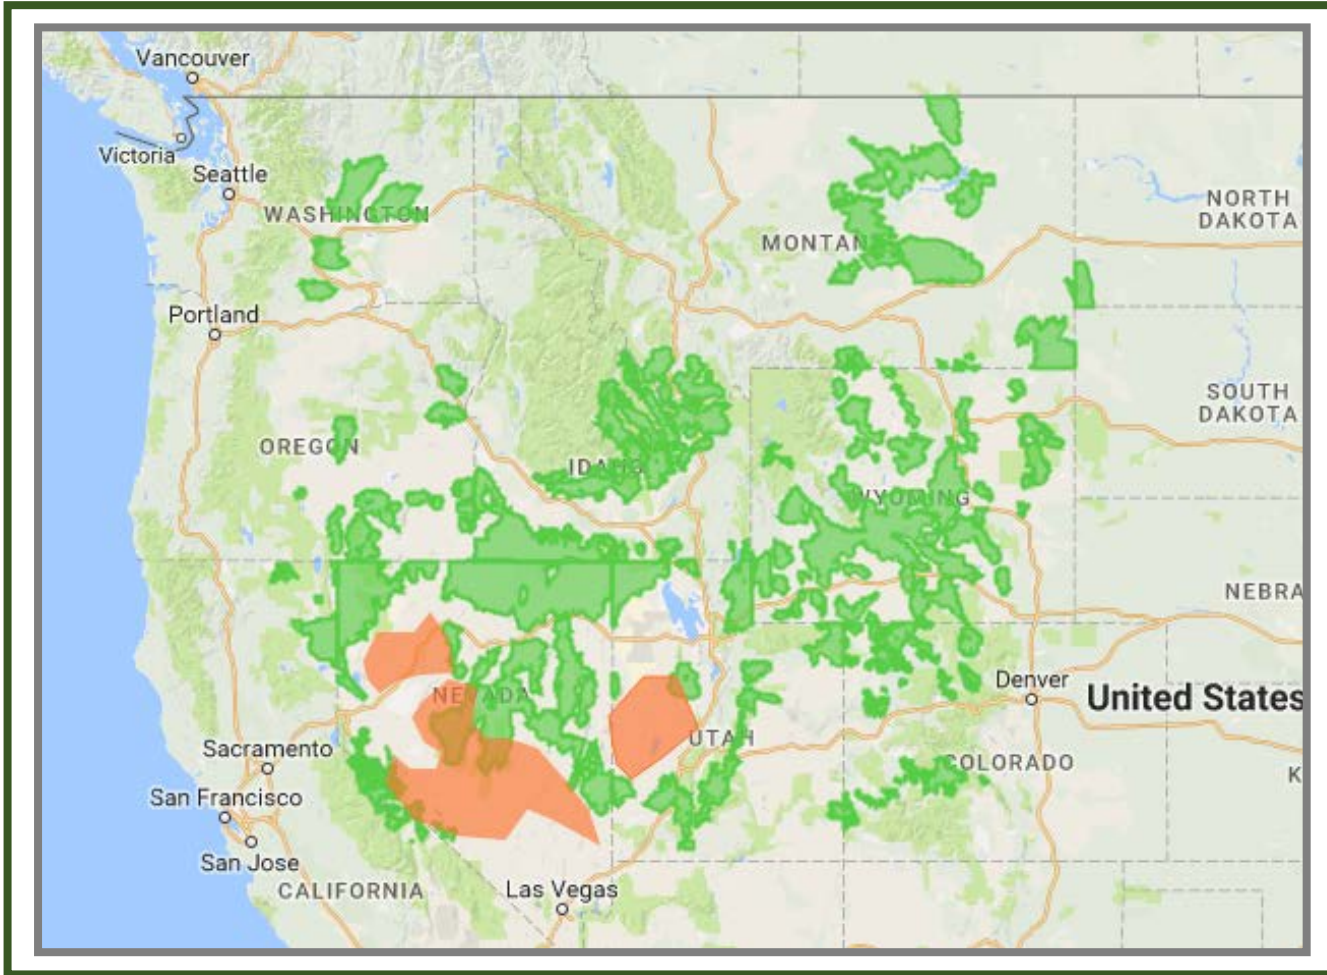 Vancouver
Victoria
Seattle
WASHINGTON
NORTH
DAKOTA
MONTAN
Portland
SOUTH
DAKOTA
OREGON
IDAHO
WYOMING
NEBRA
Denver
United States
NEVADA
UTAH
Sacramento
COLORADO
K
San Francisco
San Jose
CALIFORNIA
Las Vegas